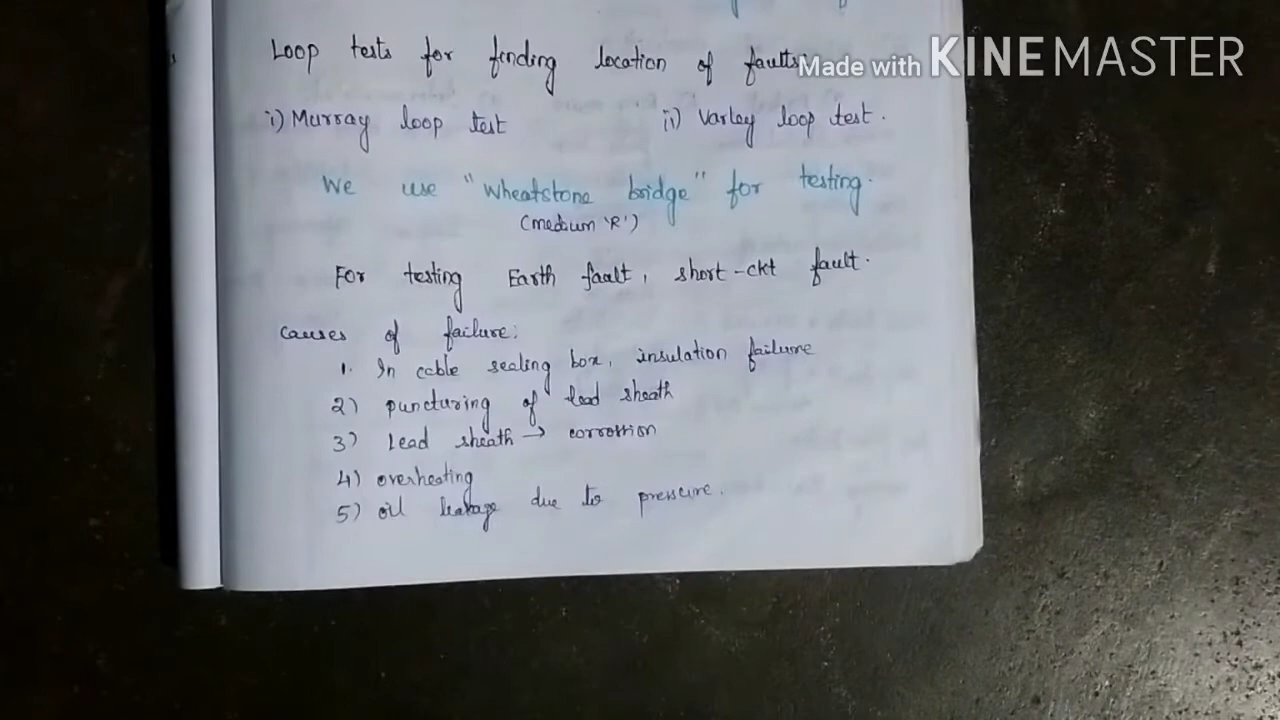 Loop tests for finding location of faults
Made with KINEMASTER
i) Murray loop test ii) Varley loop test.
We use "wheatstone bridge" for testing.
(medium 'R')
For testing Earth faalt, short-ckt fault.
causes of failure:
1. In cable sealing box, insulation failure
2) puncturing of lead sheath
3) Lead sheath → corrossion
4) overheating
5) oil leakage due to pressure.